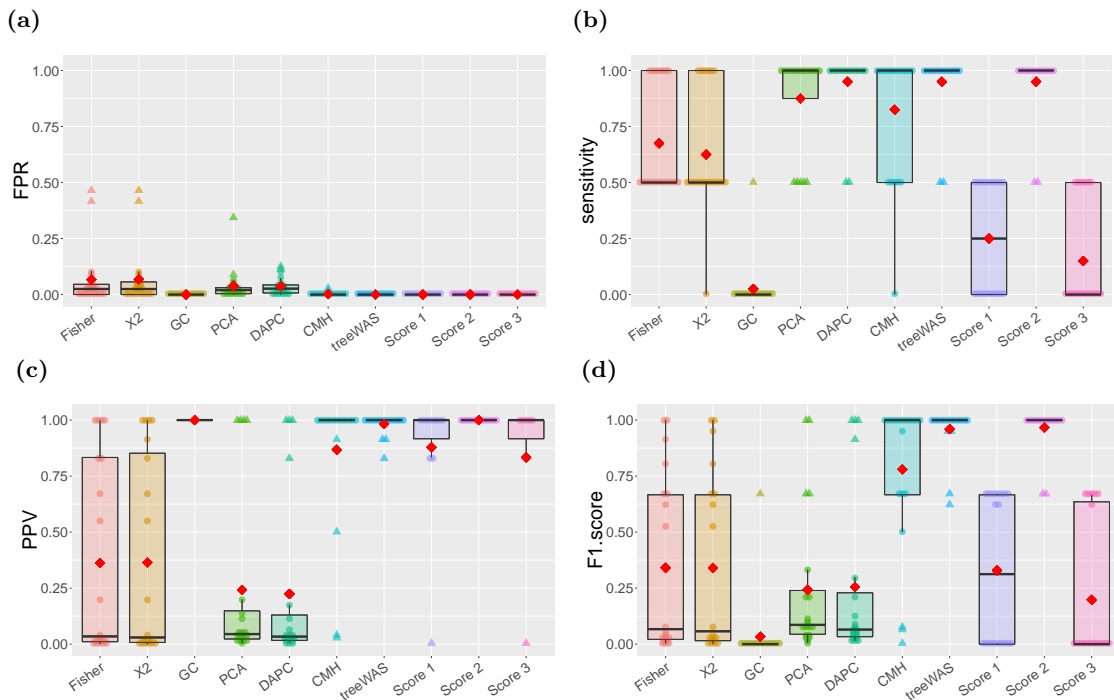 (a)
FPR
1.00
0.75
0.50
0.25
0.00
Fisher
X2
GC
PCA
DAPC
CMH
treeWAS
Score 1
Score 2
Score 3
(b)
sensitivity
1.00
0.75
0.50
0.25
0.00
Fisher
X2
GC
PCA
DAPC
CMH
treeWAS
Score 1
Score 2
Score 3
(c)
PPV
1.00
0.75
0.50
0.25
0.00
Fisher
X2
GC
PCA
DAPC
CMH
treeWAS
Score 1
Score 2
Score 3
(d)
F1.score
1.00
0.75
0.50
0.25
0.00
Fisher
X2
GC
PCA
DAPC
CMH
treeWAS
Score 1
Score 2
Score 3